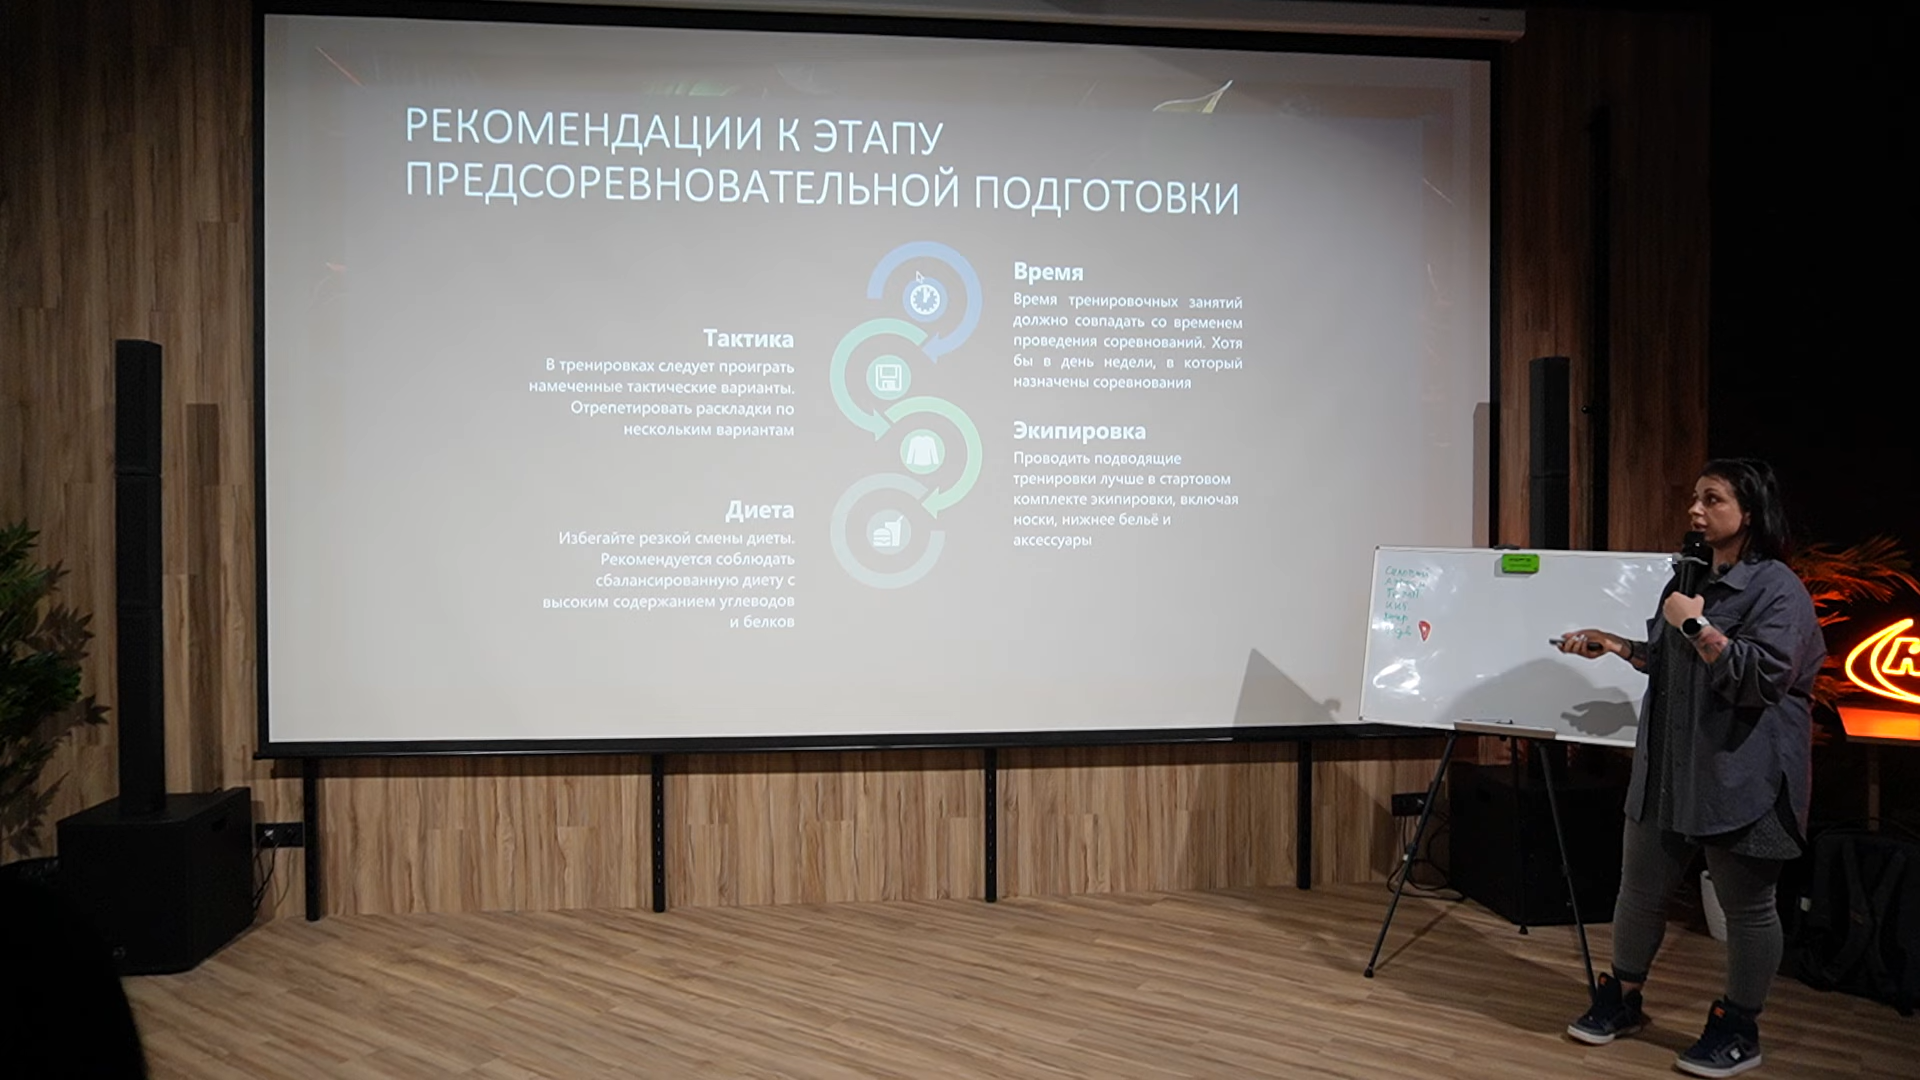 РЕКОМЕНДАЦИИ К ЭТАПУ
ПРЕДСОРЕВНОВАТЕЛЬНОЙ ПОДГОТОВКИ
Время
Время тренировочных занятий
должно совпадать со временем
проведения соревнований. Хотя
бы в день недели, в который
назначены соревнования
Тактика
В тренировках следует проиграть
намеченные тактические варианты.
Отрепетировать раскладки по
нескольким вариантам
Экипировка
Проводить подводящие
тренировки лучше в стартовом
комплекте экипировки, включая
носки, нижнее бельё и
аксессуары
Диета
Избегайте резкой смены диеты.
Рекомендуется соблюдать
сбалансированную диету с
высоким содержанием углеводов
и белков